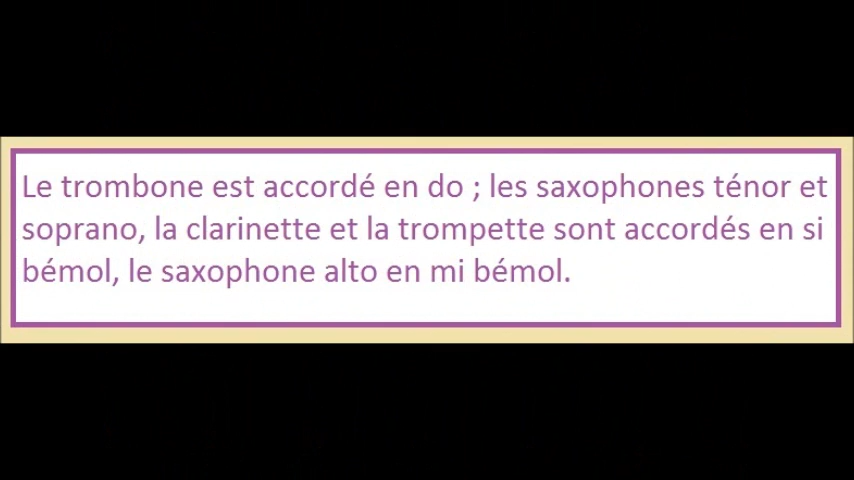 Le trombone est accordé en do ; les saxophones ténor et
soprano, la clarinette et la trompette sont accordés en si
bémol, le saxophone alto en mi bémol.